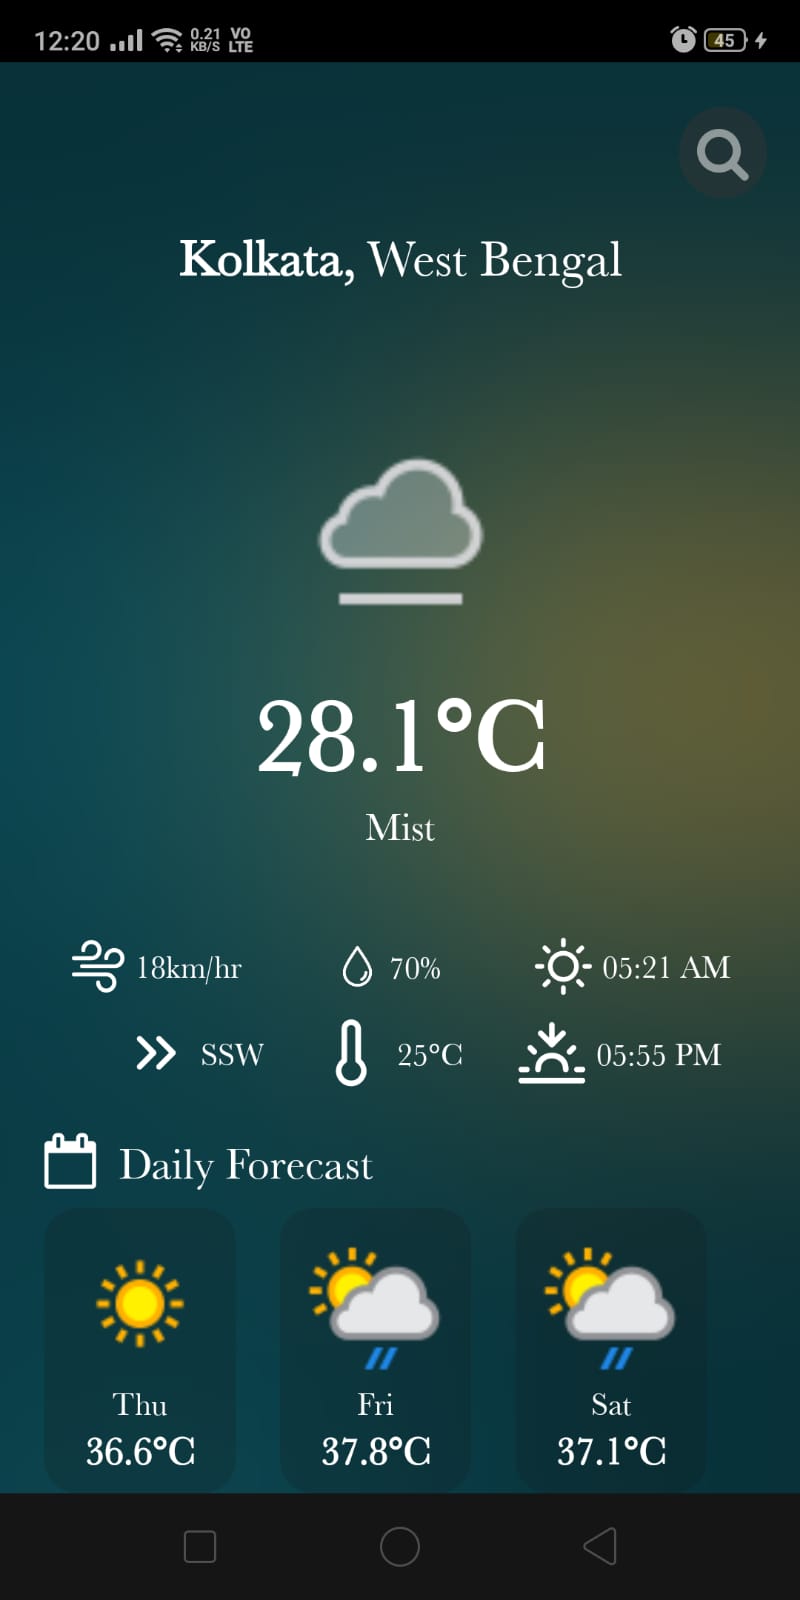 12:20 0.21 KB/S VO LTE 45
Kolkata, West Bengal
28.1°C
Mist
18km/hr 70% 05:21 AM
SSW 25°C 05:55 PM
Daily Forecast
Thu Fri Sat
36.6°C 37.8°C 37.1°C